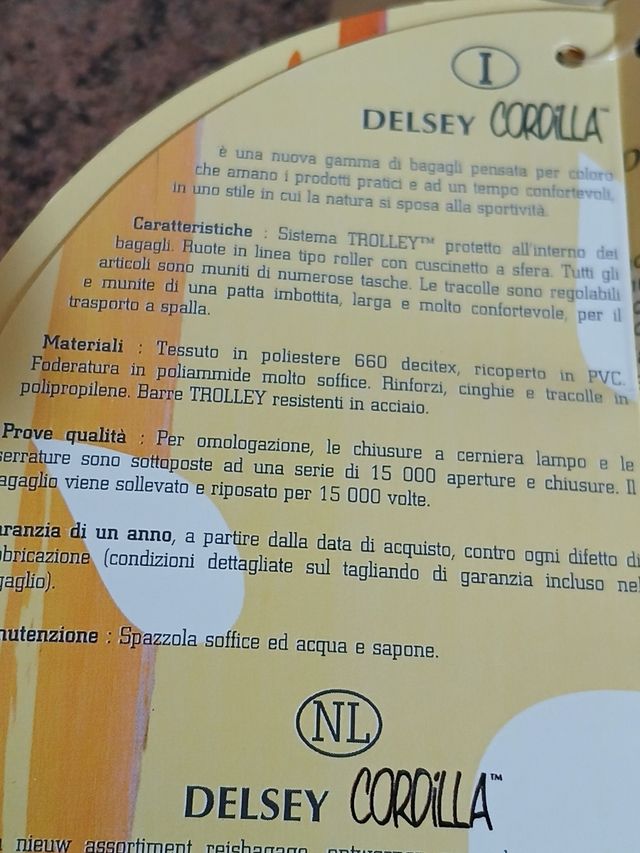 I
DELSEY CORDILLA™
è una nuova gamma di bagagli pensata per coloro
che amano i prodotti pratici e ad un tempo confortevoli,
in uno stile in cui la natura si sposa alla sportività.
Caratteristiche : Sistema TROLLEY™ protetto all'interno dei
bagagli. Ruote in linea tipo roller con cuscinetto a sfera. Tutti gli
articoli sono muniti di numerose tasche. Le tracolle sono regolabili
e munite di una patta imbottita, larga e molto confortevole, per il
trasporto a spalla.
Materiali : Tessuto in poliestere 660 decitex, ricoperto in PVC.
Foderatura in poliammide molto soffice. Rinforzi, cinghie e tracolle in
polipropilene. Barre TROLLEY resistenti in acciaio.
Prove qualità : Per omologazione, le chiusure a cerniera lampo e le
serrature sono sottoposte ad una serie di 15 000 aperture e chiusure. Il
agaglio viene sollevato e riposato per 15 000 volte.
aranzia di un anno, a partire dalla data di acquisto, contro ogni difetto di
bbricazione (condizioni dettagliate sul tagliando di garanzia incluso nel
gaglio).
nutenzione : Spazzola soffice ed acqua e sapone.
NL
DELSEY CORDILLA™
nieuw assortiment reisbagage